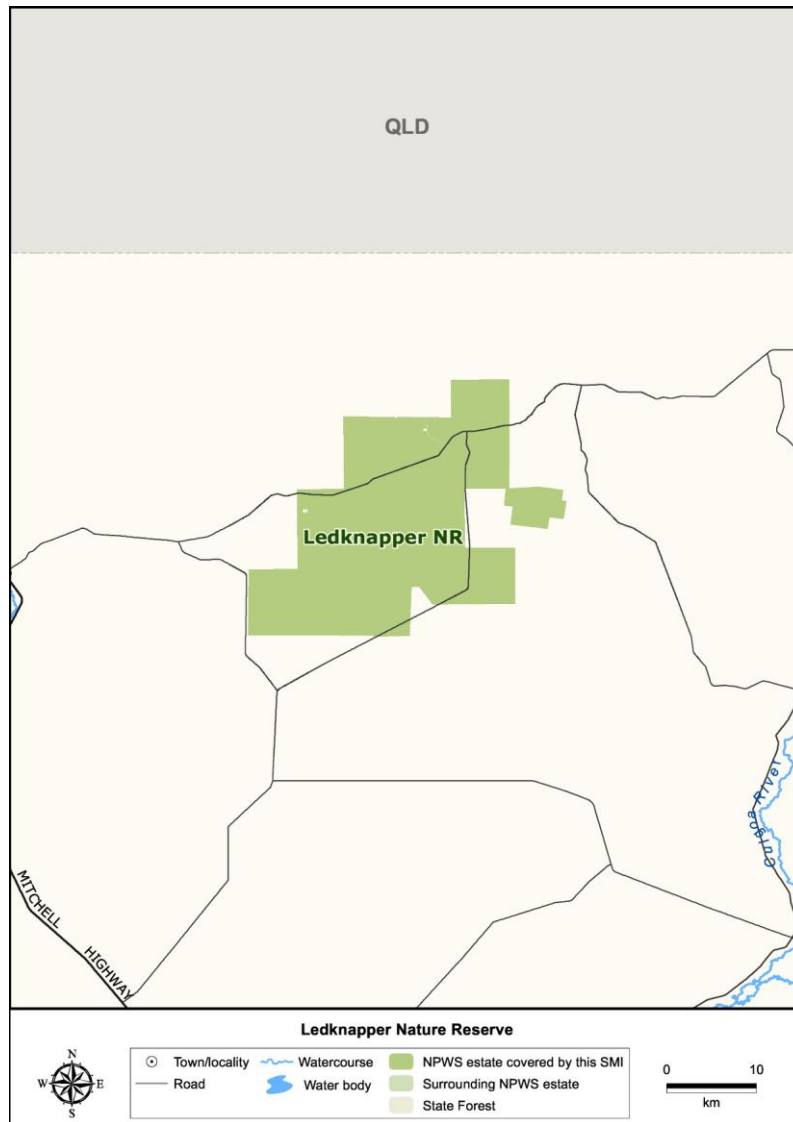 QLD
Ledknapper NR
Culgoa River
MITCHELL
HIGHWAY
Ledknapper Nature Reserve
N
W E
S
Town/locality
Road
Watercourse
Water body
NPWS estate covered by this SMI
Surrounding NPWS estate
State Forest
0 10
km